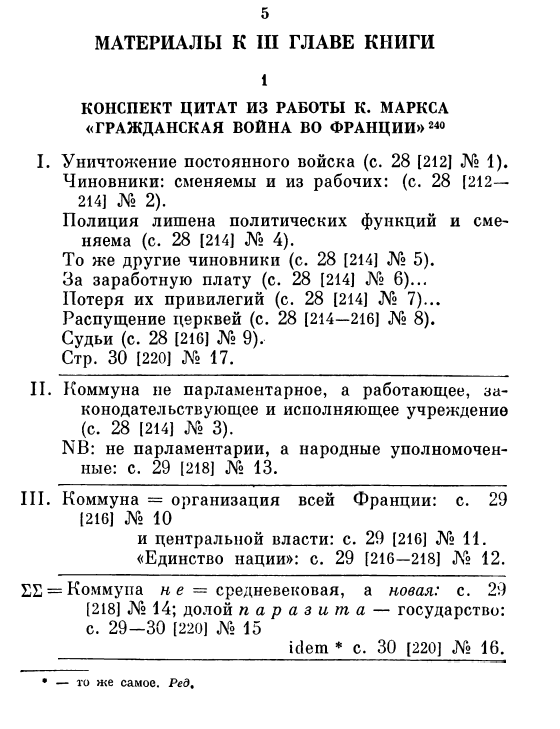 5
МАТЕРИАЛЫ К III ГЛАВЕ КНИГИ
1
КОНСПЕКТ ЦИТАТ ИЗ РАБОТЫ К. МАРКСА
«ГРАЖДАНСКАЯ ВОЙНА ВО ФРАНЦИИ» 240
I. Уничтожение постоянного войска (с. 28 [212] № 1).
Чиновники: сменяемы и из рабочих: (с. 28 [212—
214] № 2).
Полиция лишена политических функций и сме-
няема (с. 28 [214] № 4).
То же другие чиновники (с. 28 [214] № 5).
За заработную плату (с. 28 [214] № 6)...
Потеря их привилегий (с. 28 [214] № 7)...
Распущение церквей (с. 28 [214—216] № 8).
Судьи (с. 28 [216] № 9).
Стр. 30 [220] № 17.
II. Коммуна не парламентарное, а работающее, за-
конодательствующее и исполняющее учреждение
(с. 28 [214] № 3).
NB: не парламентарии, а народные уполномочен-
ные: с. 29 [218] № 13.
III. Коммуна = организация всей Франции: с. 29
[216] № 10
и центральной власти: с. 29 [216] № 11.
«Единство нации»: с. 29 [216—218] № 12.
ΣΣ = Коммуна не = средневековая, а новая: с. 29
[218] № 14; долой паразита — государство:
с. 29—30 [220] № 15
idem * с. 30 [220] № 16.
* — то же самое. Ред.